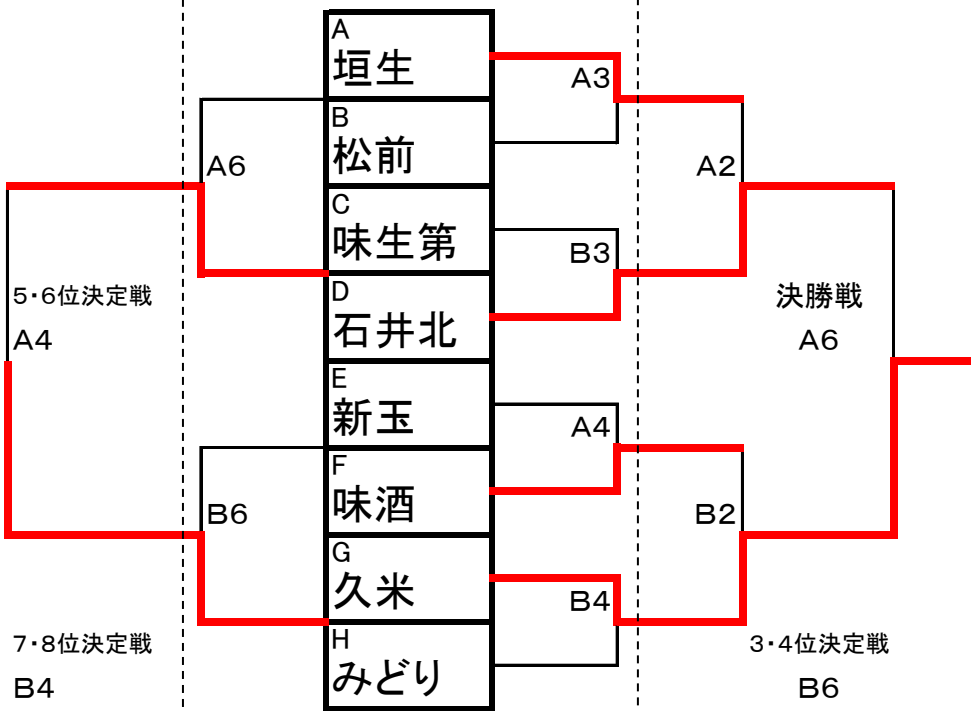 A
垣生
B
松前
C
味生第
D
石井北
E
新玉
F
味酒
G
久米
H
みどり
A6
B6
5・6位決定戦
A4
7・8位決定戦
B4
A3
B3
A4
B4
A2
B2
決勝戦
A6
3・4位決定戦
B6